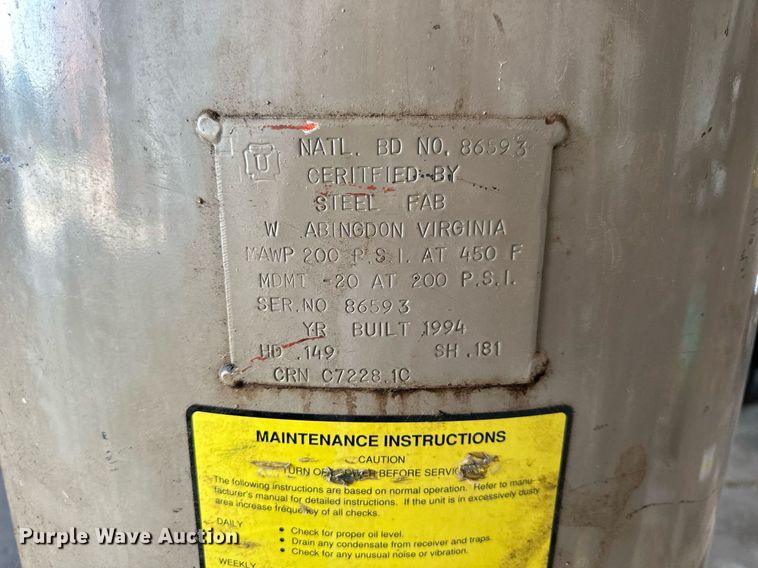 U NATL. BD NO. 86593
CERITFIED BY
STEEL FAB
W ABINGDON VIRGINIA
MAWP 200 P.S.I. AT 450 F
MDMT -20 AT 200 P.S.I.
SER.NO 86593
YR BUILT 1994
HD .149 SH .181
CRN C7228.1C
MAINTENANCE INSTRUCTIONS
CAUTION
TURN OFF POWER BEFORE SERVICING
The following instructions are based on normal operation. Refer to manu-
facturer's manual for detailed instructions. If the unit is in excessively dusty
area increase frequency of all checks.
DAILY
• Check for proper oil level.
• Drain any condensate from receiver and traps.
• Check for any unusual noise or vibration.
WEEKLY
Purple Wave Auction